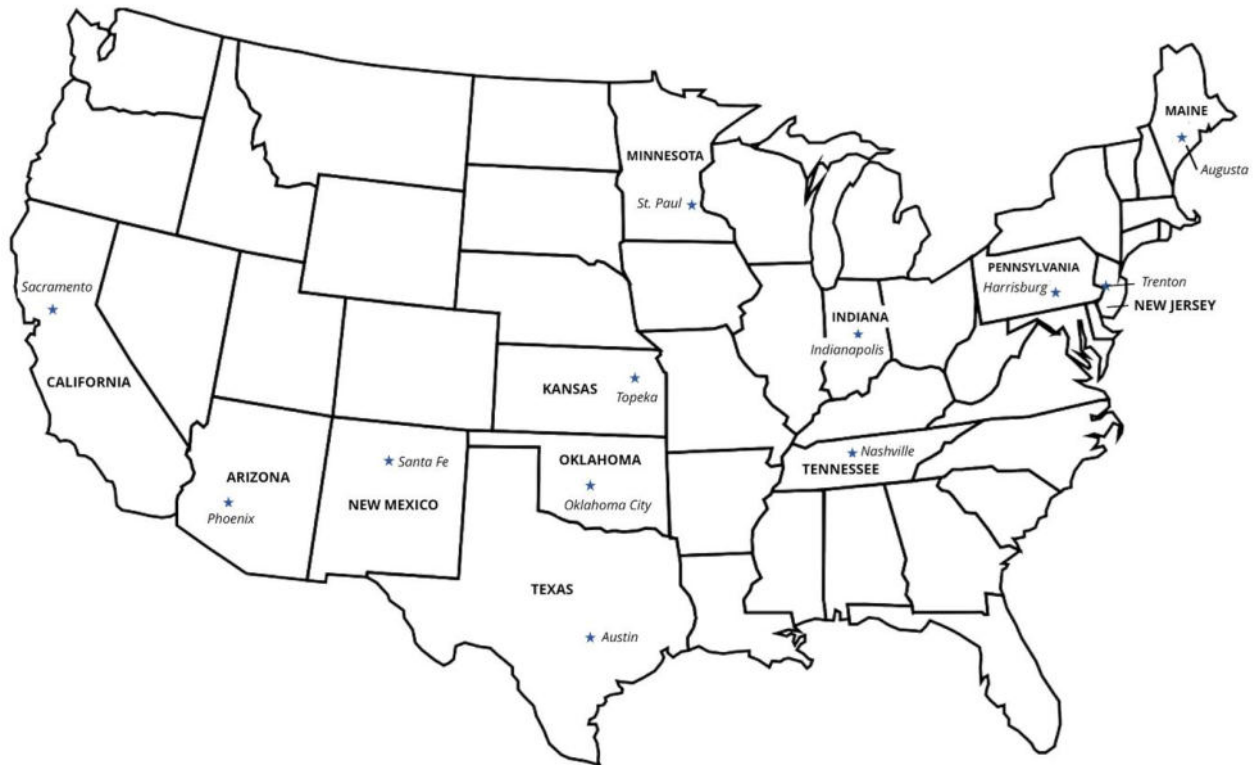 MAINE
Augusta
MINNESOTA
St. Paul
PENNSYLVANIA
Harrisburg
Trenton
NEW JERSEY
Sacramento
INDIANA
Indianapolis
CALIFORNIA
KANSAS
Topeka
Nashville
TENNESSEE
OKLAHOMA
Oklahoma City
Santa Fe
NEW MEXICO
ARIZONA
Phoenix
TEXAS
Austin